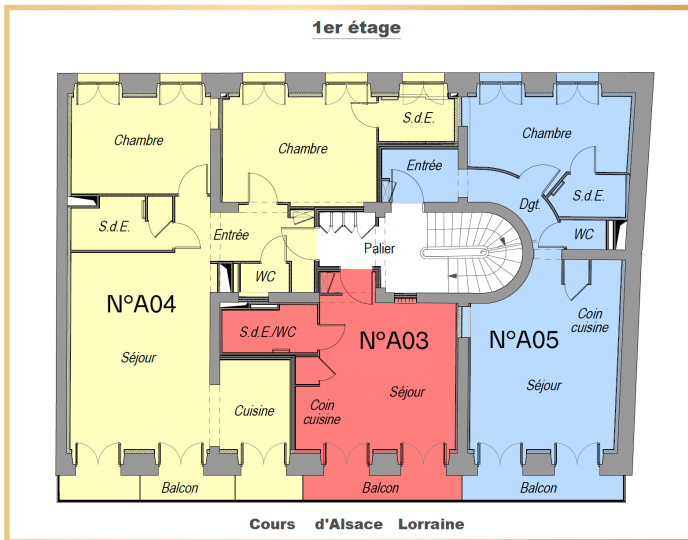 1er étage
Chambre
Chambre
S.d.E.
Chambre
Entrée
S.d.E.
Dgt.
S.d.E.
Entrée
WC
Palier
WC
N°A04
S.d.E./WC
N°A03
N°A05
Coin
cuisine
Séjour
Séjour
Séjour
Cuisine
Coin
cuisine
Balcon
Balcon
Balcon
Cours d'Alsace Lorraine